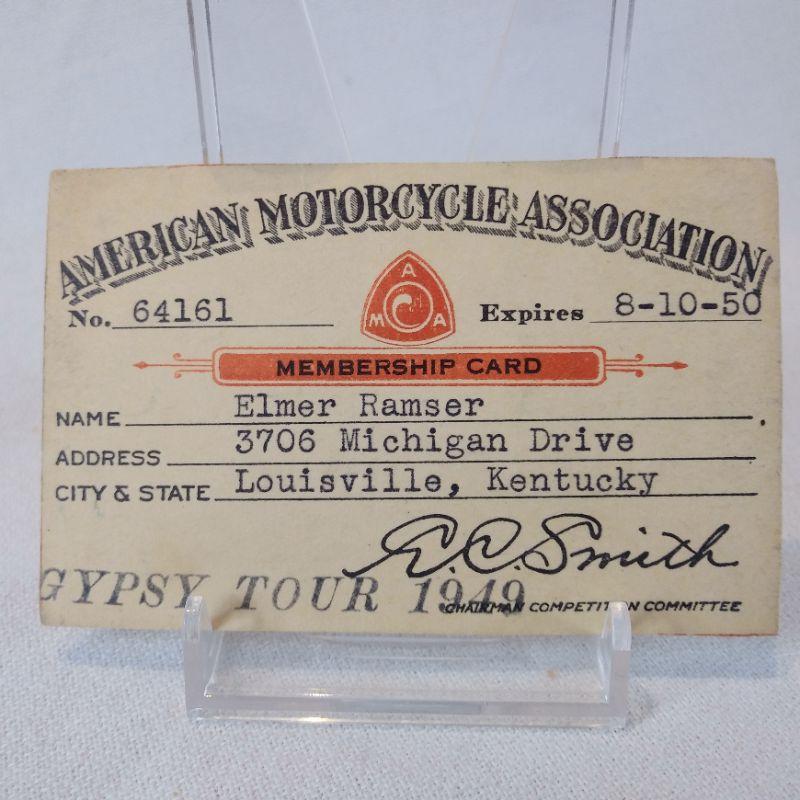 AMERICAN MOTORCYCLE ASSOCIATION
No. 64161
A
M A
Expires 8-10-50
MEMBERSHIP CARD
NAME Elmer Ramser
ADDRESS 3706 Michigan Drive
CITY & STATE Louisville, Kentucky
E.C. Smith
GYPSY TOUR 1949
CHAIRMAN COMPETITION COMMITTEE